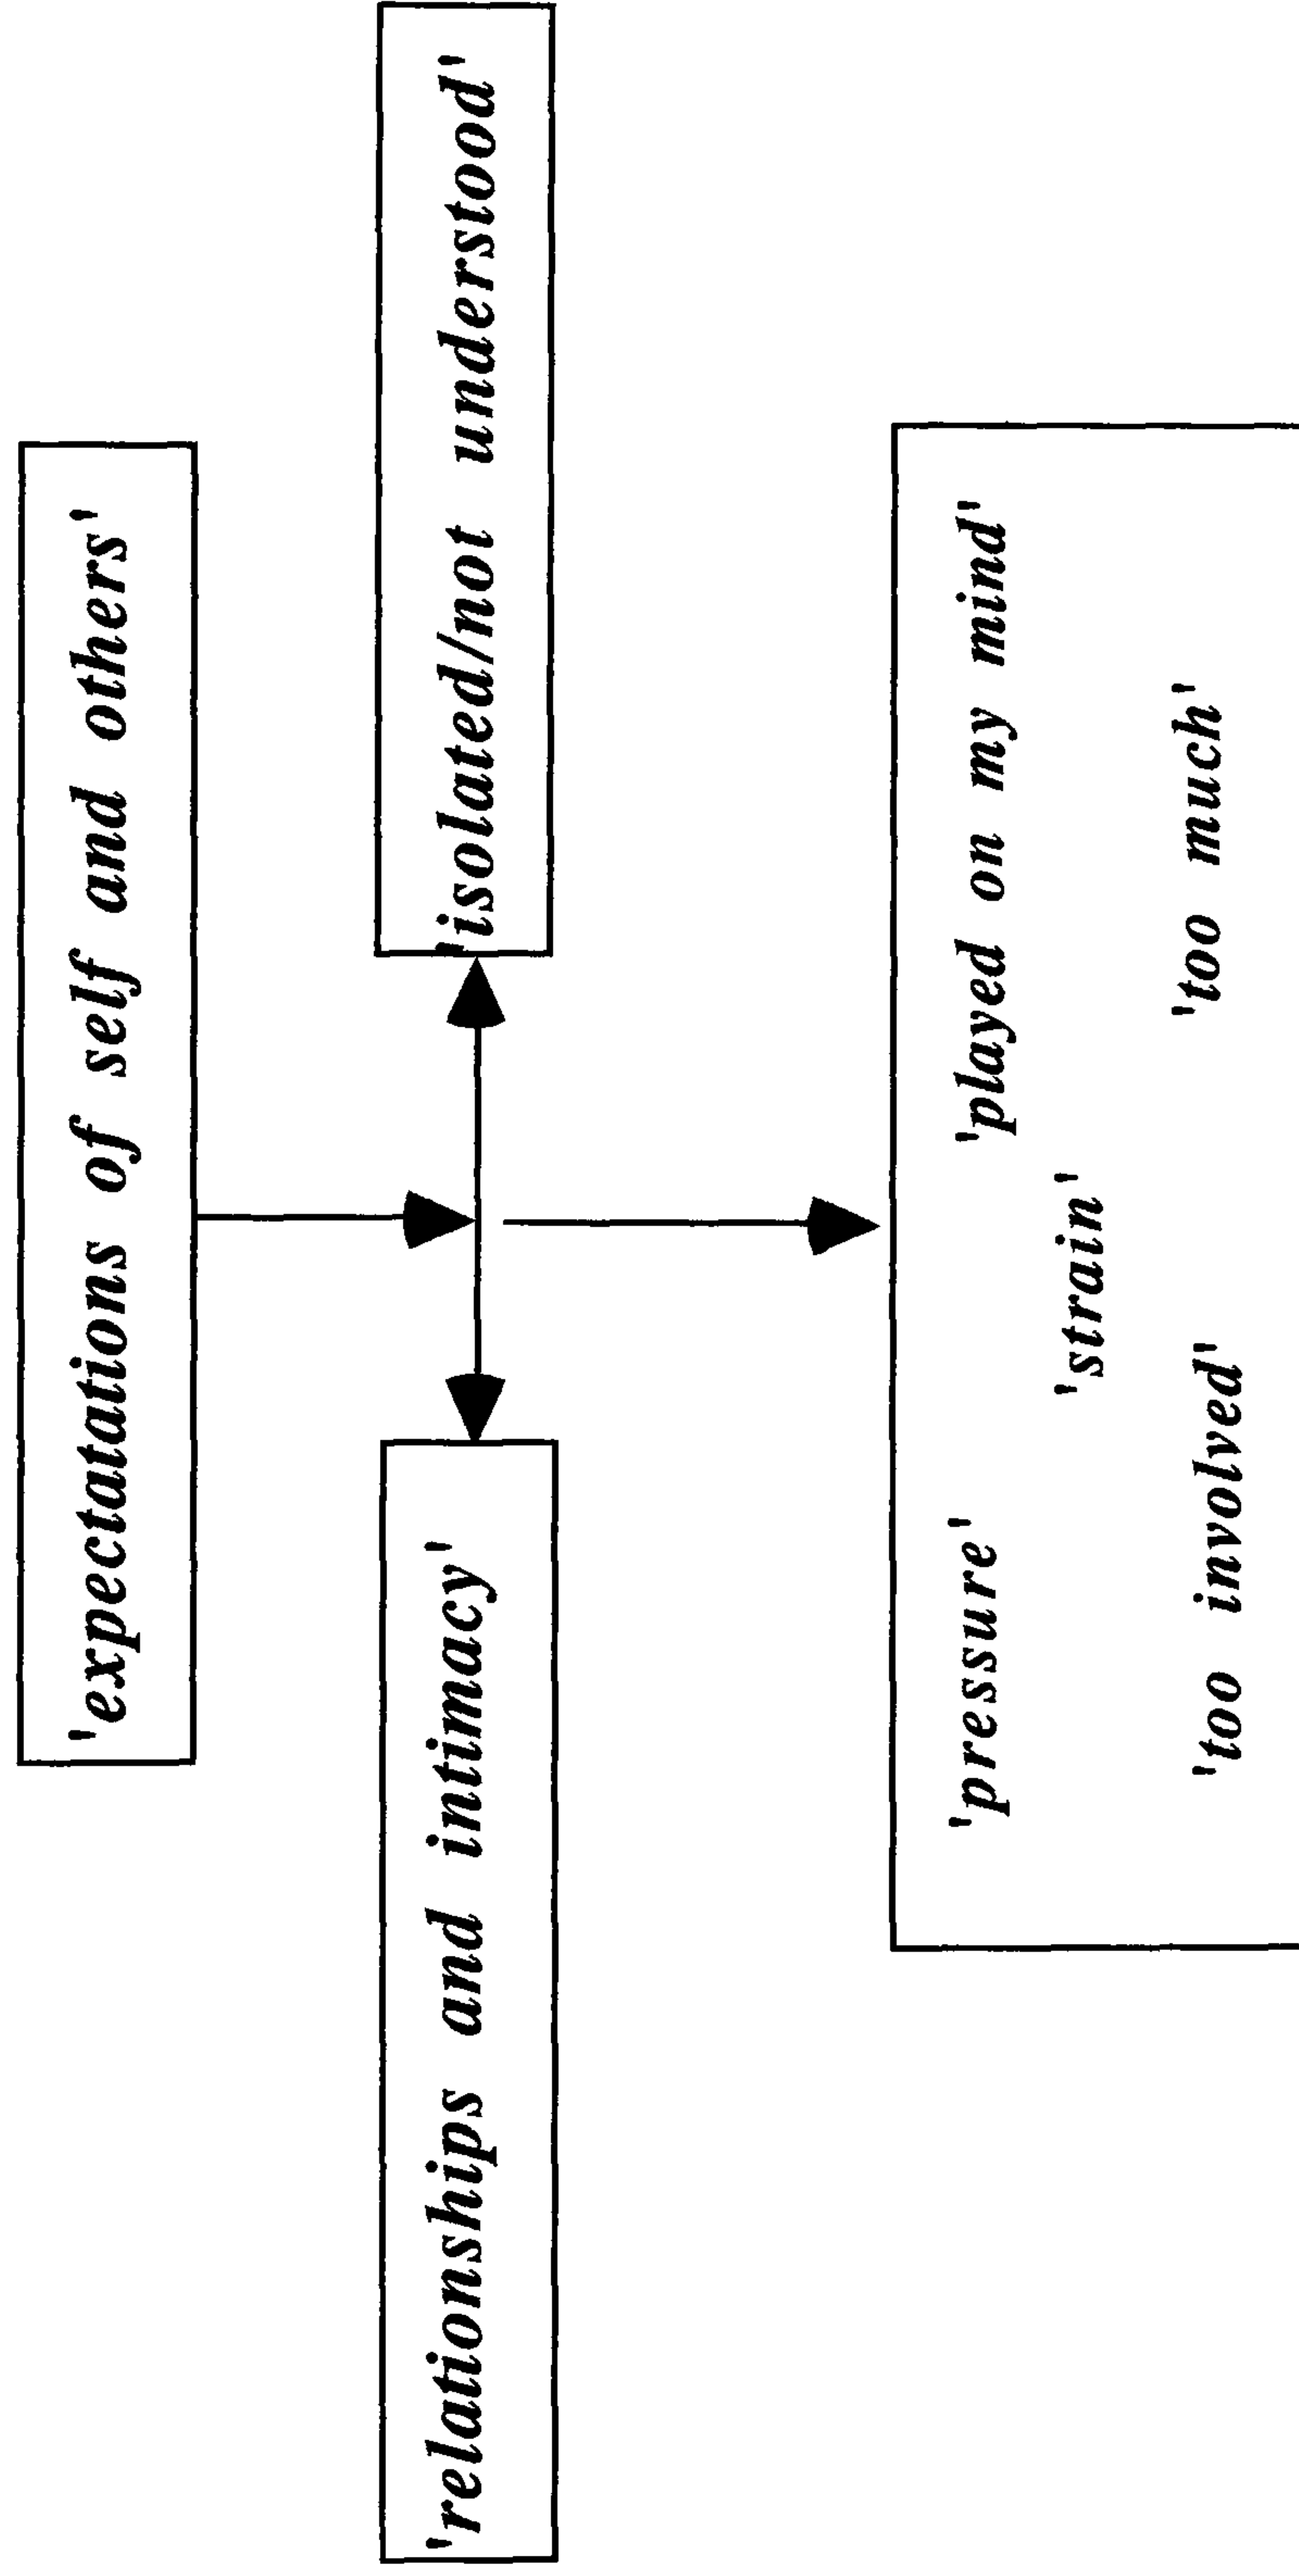 'expectatations of self and others'
'relationships and intimacy'
'isolated/not understood'
'pressure'
'played on my mind'
'strain'
'too involved'
'too much'